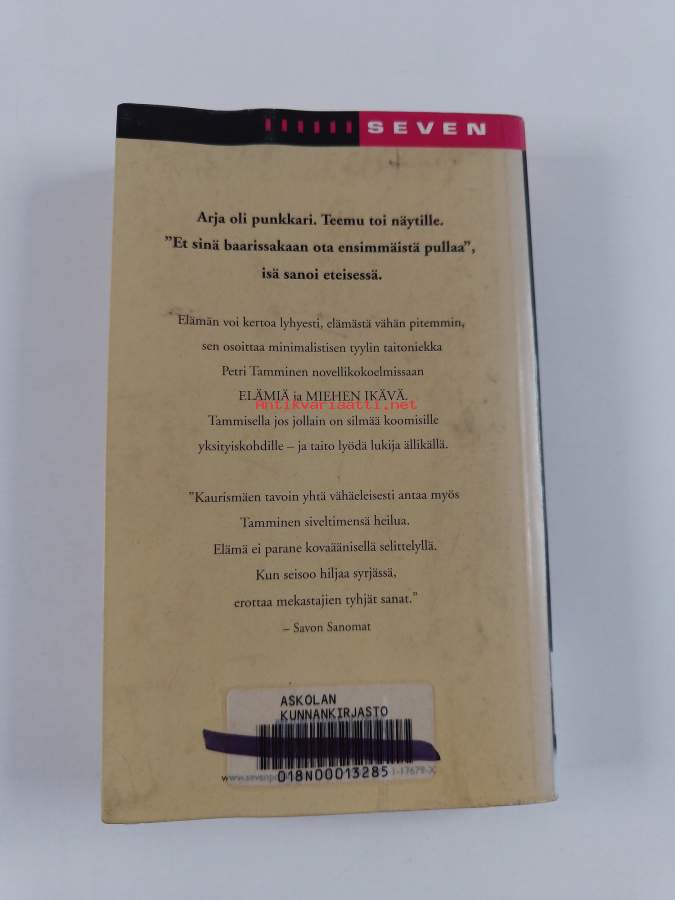 SEVEN
Arja oli punkkari. Teemu toi näytille.
”Et sinä baarissakaan ota ensimmäistä pullaa”,
isä sanoi eteisessä.
Elämän voi kertoa lyhyesti, elämästä vähän pitemmin,
sen osoittaa minimalistisen tyylin taitoniekka
Petri Tamminen novellikokoelmissaan
ELÄMIÄ ja MIEHEN IKÄVÄ.
Antikvariaatti.net
Tammisella jos jollain on silmää koomisille
yksityiskohdille – ja taito lyödä lukija ällikällä.
”Kaurismäen tavoin yhtä vähäeleisesti antaa myös
Tamminen siveltimensä heilua.
Elämä ei parane kovaäänisellä selittelyllä.
Kun seisoo hiljaa syrjässä,
erottaa mekastajien tyhjät sanat.”
– Savon Sanomat
ASKOLAN
KUNNANKIRJASTO
018N00013285